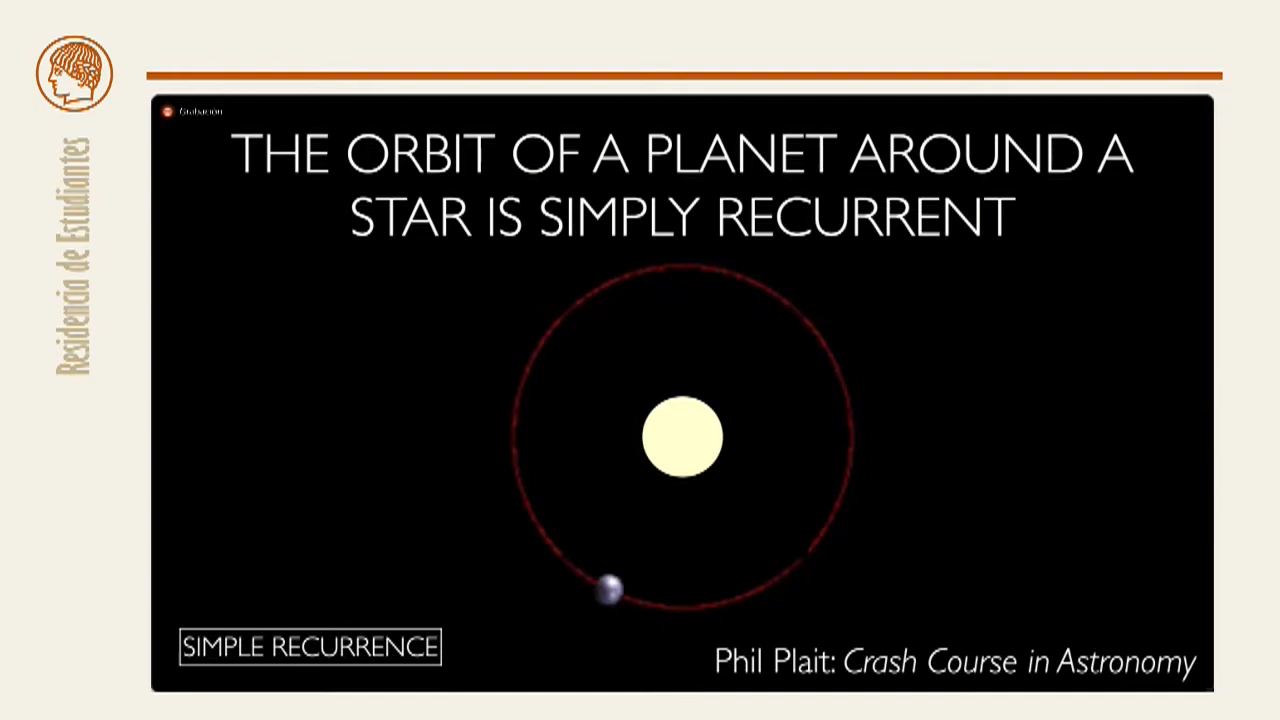 Residencia de Estudiantes
Grabación
THE ORBIT OF A PLANET AROUND A
STAR IS SIMPLY RECURRENT
SIMPLE RECURRENCE
Phil Plait: Crash Course in Astronomy